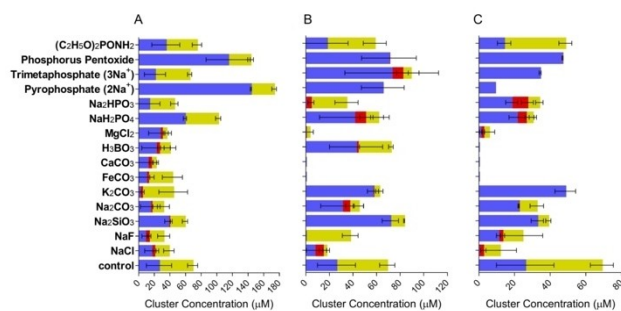 A B C
(C₂H₅O)₂PONH₂
Phosphorus Pentoxide
Trimetaphosphate (3Na⁺)
Pyrophosphate (2Na⁺)
Na₂HPO₃
NaH₂PO₄
MgCl₂
H₃BO₃
CaCO₃
FeCO₃
K₂CO₃
Na₂CO₃
Na₂SiO₃
NaF
NaCl
control
0 20 40 60 80 100 120 140 160 180 0 20 40 60 80 100 120 0 20 40 60 80
Cluster Concentration (μM) Cluster Concentration (μM) Cluster Concentration (μM)